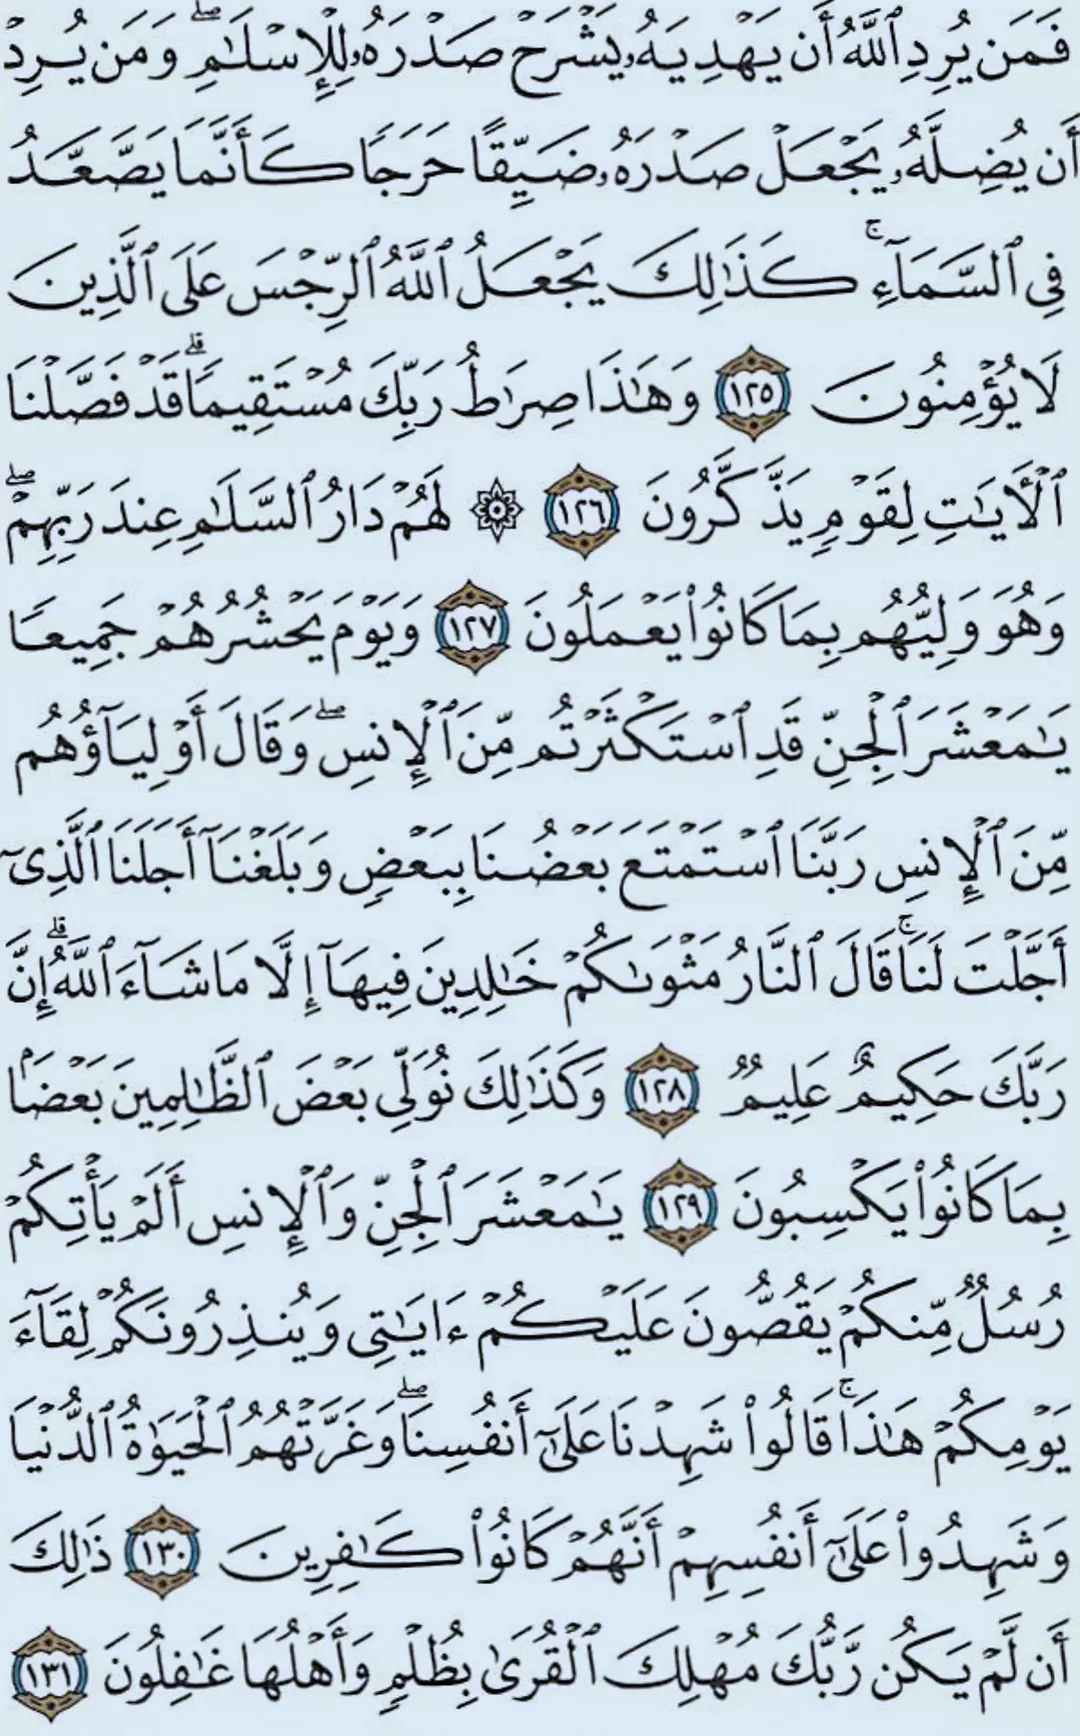 فَمَن يُرِدِ ٱللَّهُ أَن يَهْدِيَهُۥ يَشْرَحْ صَدْرَهُۥ لِلْإِسْلَٰمِ ۖ وَمَن يُرِدْ
أَن يُضِلَّهُۥ يَجْعَلْ صَدْرَهُۥ ضَيِّقًا حَرَجًا كَأَنَّمَا يَصَّعَّدُ
فِى ٱلسَّمَآءِ ۚ كَذَٰلِكَ يَجْعَلُ ٱللَّهُ ٱلرِّجْسَ عَلَى ٱلَّذِينَ
لَا يُؤْمِنُونَ ١٢٥ وَهَٰذَا صِرَٰطُ رَبِّكَ مُسْتَقِيمًا ۗ قَدْ فَصَّلْنَا
ٱلْءَايَٰتِ لِقَوْمٍ يَذَّكَّرُونَ ١٢٦ ۞ لَهُمْ دَارُ ٱلسَّلَٰمِ عِندَ رَبِّهِمْ ۖ
وَهُوَ وَلِيُّهُم بِمَا كَانُوا۟ يَعْمَلُونَ ١٢٧ وَيَوْمَ يَحْشُرُهُمْ جَمِيعًا
يَٰمَعْشَرَ ٱلْجِنِّ قَدِ ٱسْتَكْثَرْتُم مِّنَ ٱلْإِنسِ ۖ وَقَالَ أَوْلِيَآؤُهُم
مِّنَ ٱلْإِنسِ رَبَّنَا ٱسْتَمْتَعَ بَعْضُنَا بِبَعْضٍ وَبَلَغْنَآ أَجَلَنَا ٱلَّذِىٓ
أَجَّلْتَ لَنَا ۚ قَالَ ٱلنَّارُ مَثْوَىٰكُمْ خَٰلِدِينَ فِيهَآ إِلَّا مَا شَآءَ ٱللَّهُ ۗ إِنَّ
رَبَّكَ حَكِيمٌ عَلِيمٌ ١٢٨ وَكَذَٰلِكَ نُوَلِّى بَعْضَ ٱلظَّٰلِمِينَ بَعْضًۢا
بِمَا كَانُوا۟ يَكْسِبُونَ ١٢٩ يَٰمَعْشَرَ ٱلْجِنِّ وَٱلْإِنسِ أَلَمْ يَأْتِكُمْ
رُسُلٌ مِّنكُمْ يَقُصُّونَ عَلَيْكُمْ ءَايَٰتِى وَيُنذِرُونَكُمْ لِقَآءَ
يَوْمِكُمْ هَٰذَا ۚ قَالُوا۟ شَهِدْنَا عَلَىٰٓ أَنفُسِنَا ۖ وَغَرَّتْهُمُ ٱلْحَيَوٰةُ ٱلدُّنْيَا
وَشَهِدُوا۟ عَلَىٰٓ أَنفُسِهِمْ أَنَّهُمْ كَانُوا۟ كَٰفِرِينَ ١٣٠ ذَٰلِكَ
أَن لَّمْ يَكُن رَّبُّكَ مُهْلِكَ ٱلْقُرَىٰ بِظُلْمٍ وَأَهْلُهَا غَٰفِلُونَ ١٣١